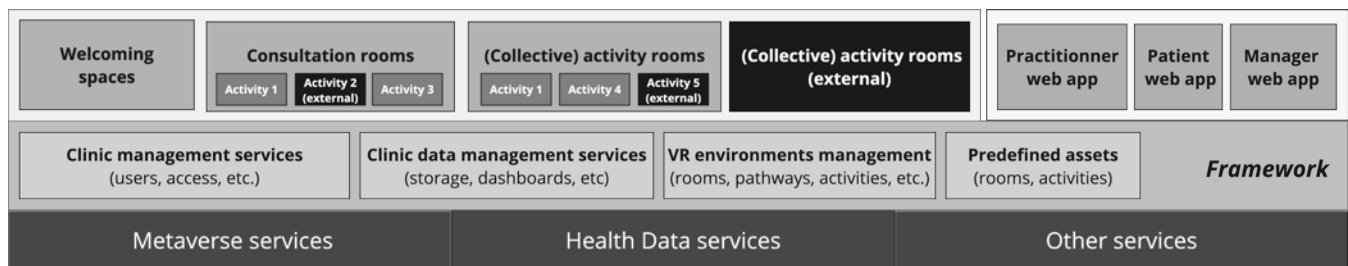 Welcoming
spaces
Consultation rooms
Activity 1
Activity 2
(external)
Activity 3
(Collective) activity rooms
Activity 1
Activity 4
Activity 5
(external)
(Collective) activity rooms
(external)
Practitionner
web app
Patient
web app
Manager
web app
Clinic management services
(users, access, etc.)
Clinic data management services
(storage, dashboards, etc)
VR environments management
(rooms, pathways, activities, etc.)
Predefined assets
(rooms, activities)
Framework
Metaverse services
Health Data services
Other services